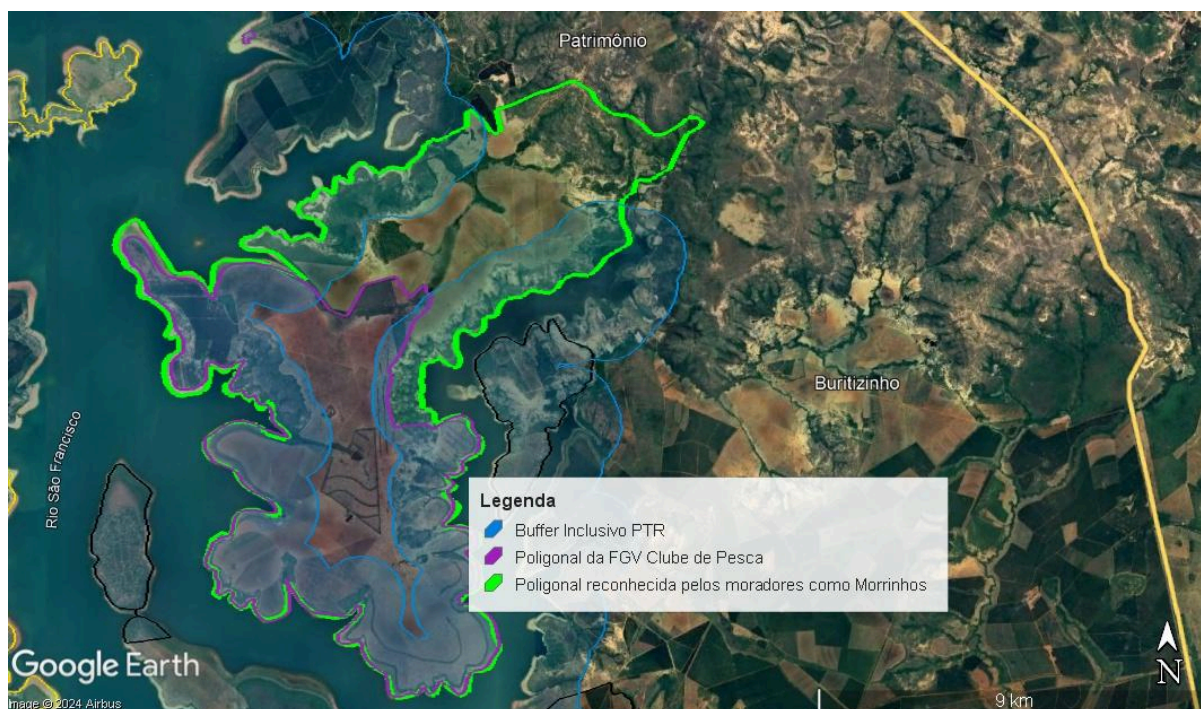 Patrimônio
Buritizinho
Rio São Francisco
Legenda
Buffer Inclusivo PTR
Poligonal da FGV Clube de Pesca
Poligonal reconhecida pelos moradores como Morrinhos
Google Earth
N
Image © 2024 Airbus
9 km